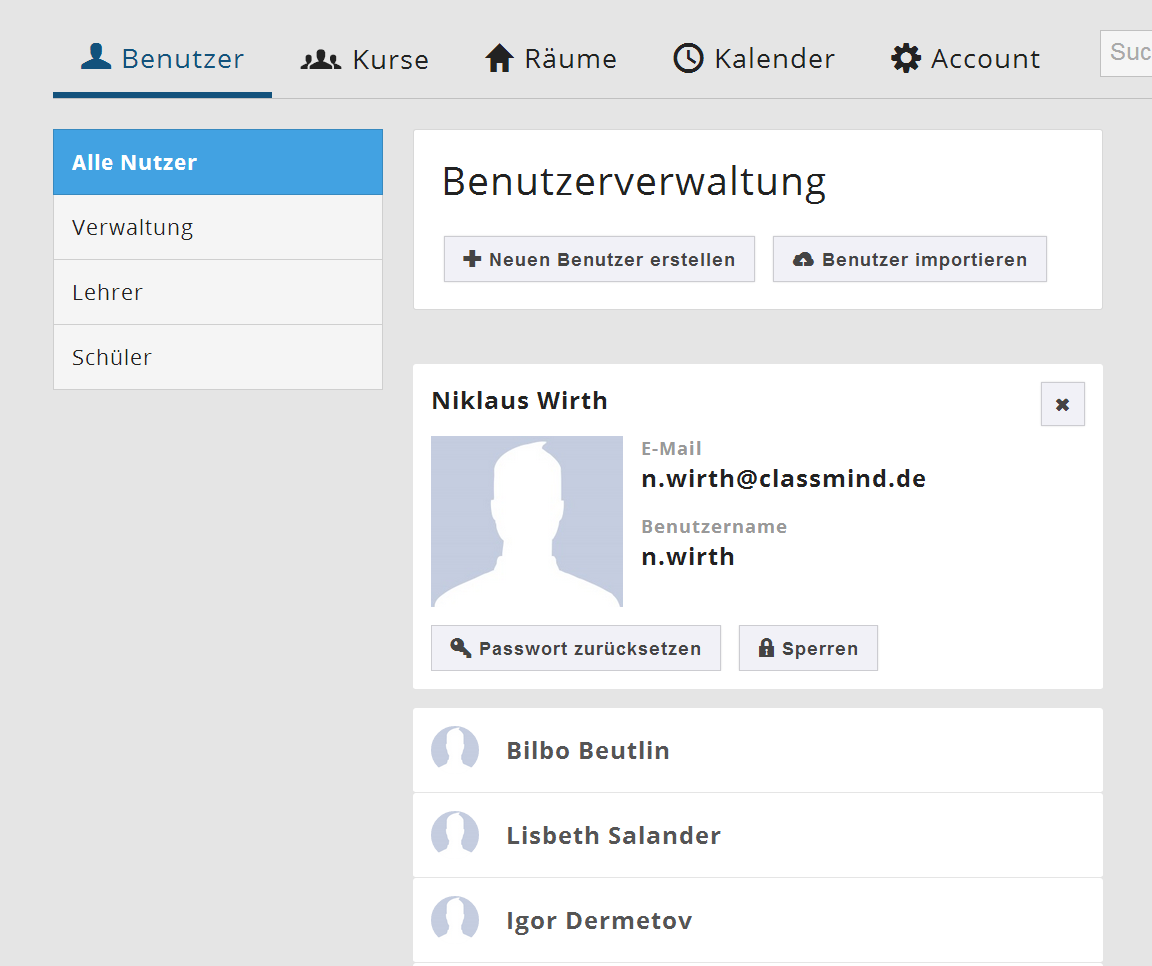 Benutzer Kurse Räume Kalender Account Suc
Alle Nutzer
Verwaltung
Lehrer
Schüler
Benutzerverwaltung
Neuen Benutzer erstellen Benutzer importieren
Niklaus Wirth
E-Mail
n.wirth@classmind.de
Benutzername
n.wirth
Passwort zurücksetzen Sperren
Bilbo Beutlin
Lisbeth Salander
Igor Dermetov